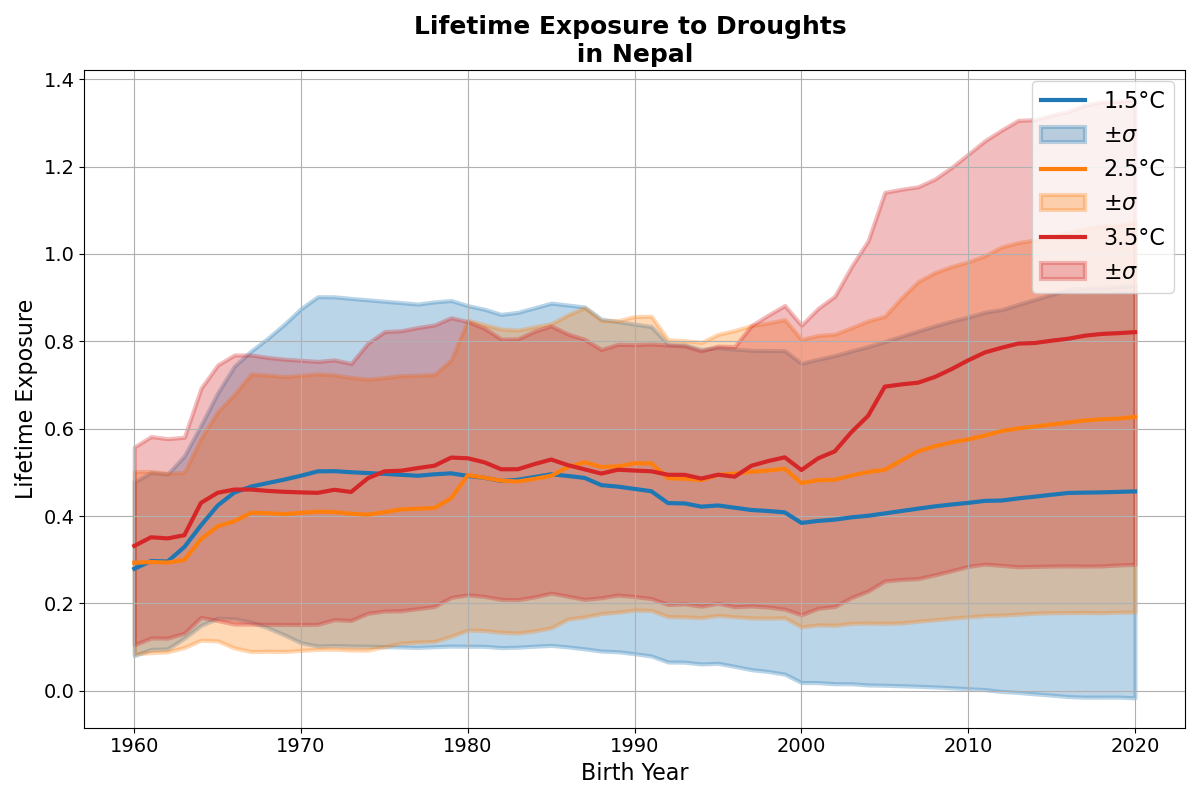 Lifetime Exposure to Droughts
in Nepal
1.4
1.2
1.0
0.8
0.6
0.4
0.2
0.0
Lifetime Exposure
1.5°C
±σ
2.5°C
±σ
3.5°C
±σ
1960 1970 1980 1990 2000 2010 2020
Birth Year